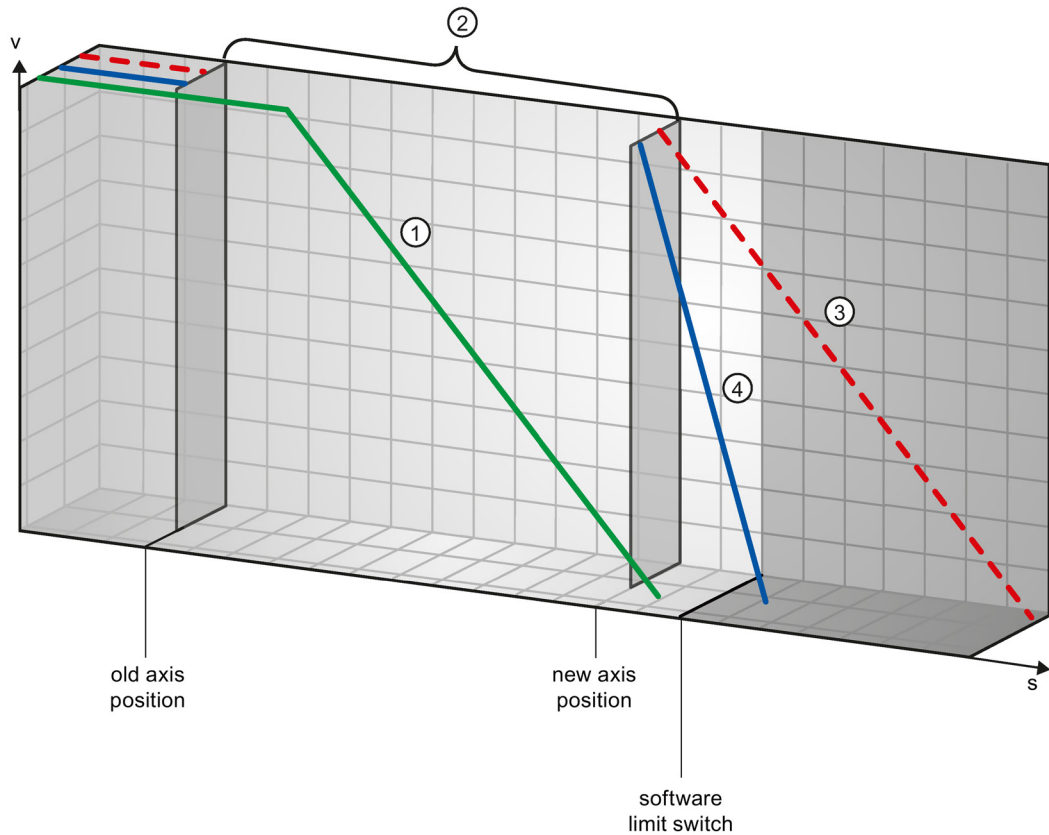 ②
v
①
③
④
s
old axis
position
new axis
position
software
limit switch